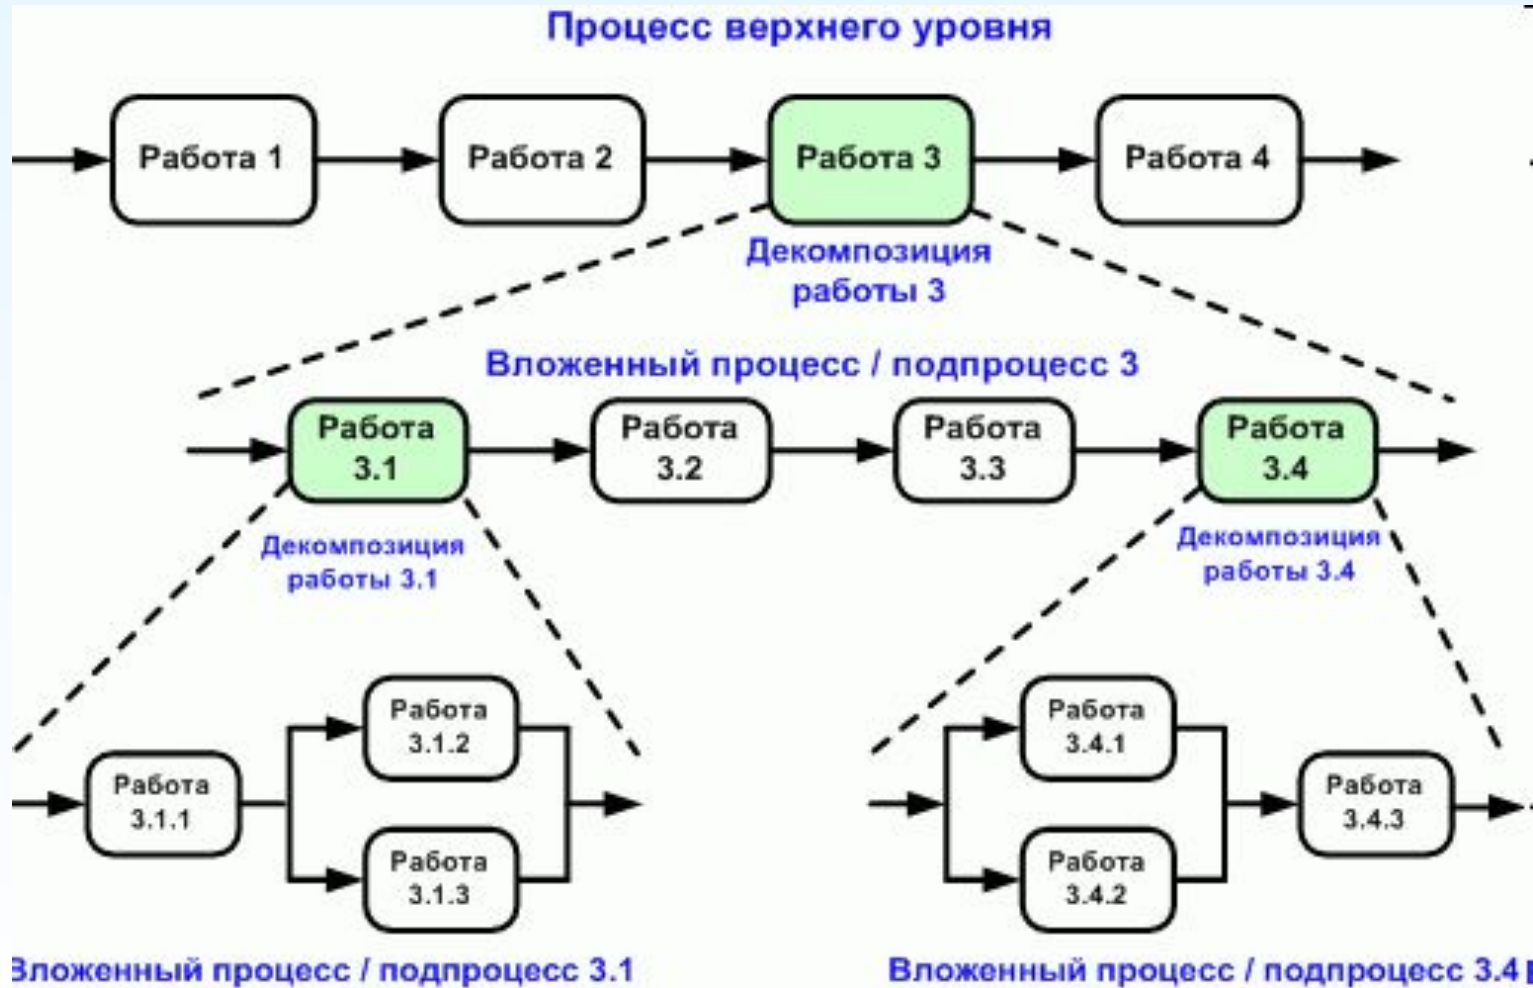 Процесс верхнего уровня
Работа 1
Работа 2
Работа 3
Работа 4
Декомпозиция
работы 3
Вложенный процесс / подпроцесс 3
Работа
3.1
Работа
3.2
Работа
3.3
Работа
3.4
Декомпозиция
работы 3.1
Декомпозиция
работы 3.4
Работа
3.1.1
Работа
3.1.2
Работа
3.1.3
Работа
3.4.1
Работа
3.4.2
Работа
3.4.3
Вложенный процесс / подпроцесс 3.1
Вложенный процесс / подпроцесс 3.4